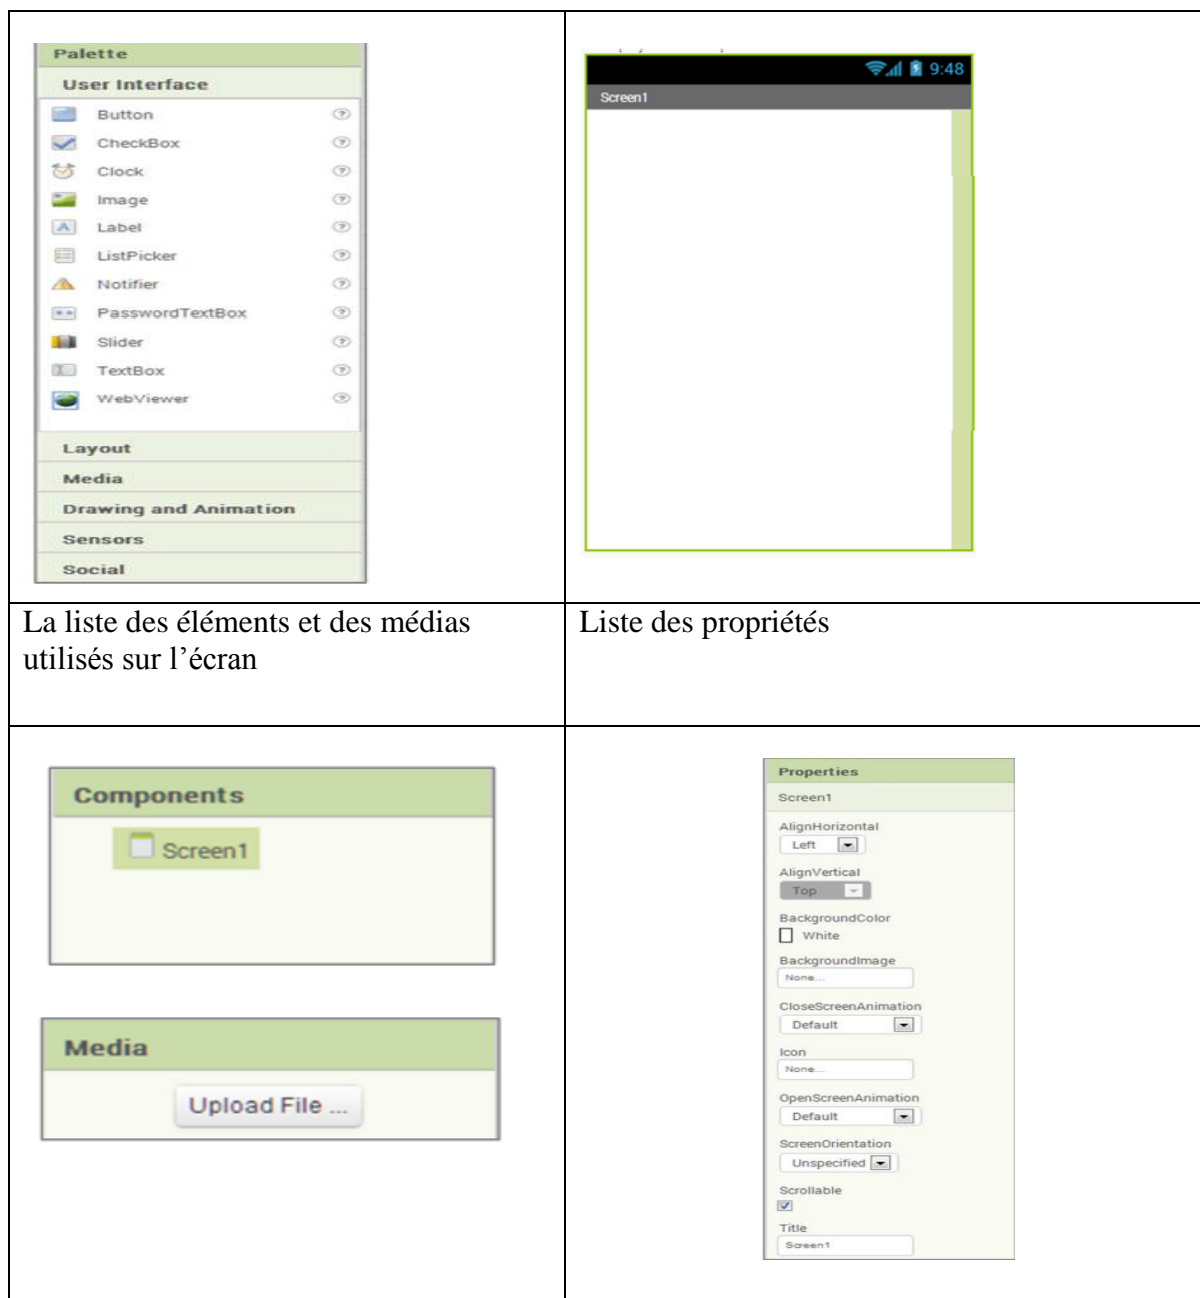 Palette
User Interface
Button
CheckBox
Clock
Image
Label
ListPicker
Notifier
PasswordTextBox
Slider
TextBox
WebViewer
Layout
Media
Drawing and Animation
Sensors
Social
9:48
Screen1
La liste des éléments et des médias
utilisés sur l’écran
Liste des propriétés
Components
Screen1
Media
Upload File ...
Properties
Screen1
AlignHorizontal
Left
AlignVertical
Top
BackgroundColor
White
BackgroundImage
None...
CloseScreenAnimation
Default
Icon
None...
OpenScreenAnimation
Default
ScreenOrientation
Unspecified
Scrollable
Title
Screen1